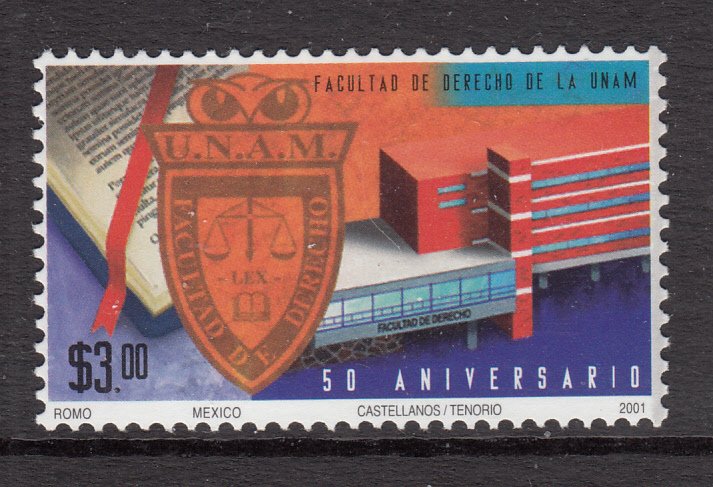 FACULTAD DE DERECHO DE LA UNAM
U.N.A.M.
FACULTAD DE DERECHO
- LEX -
FACULTAD DE DERECHO
$3.00
50 ANIVERSARIO
ROMO MEXICO CASTELLANOS / TENORIO 2001